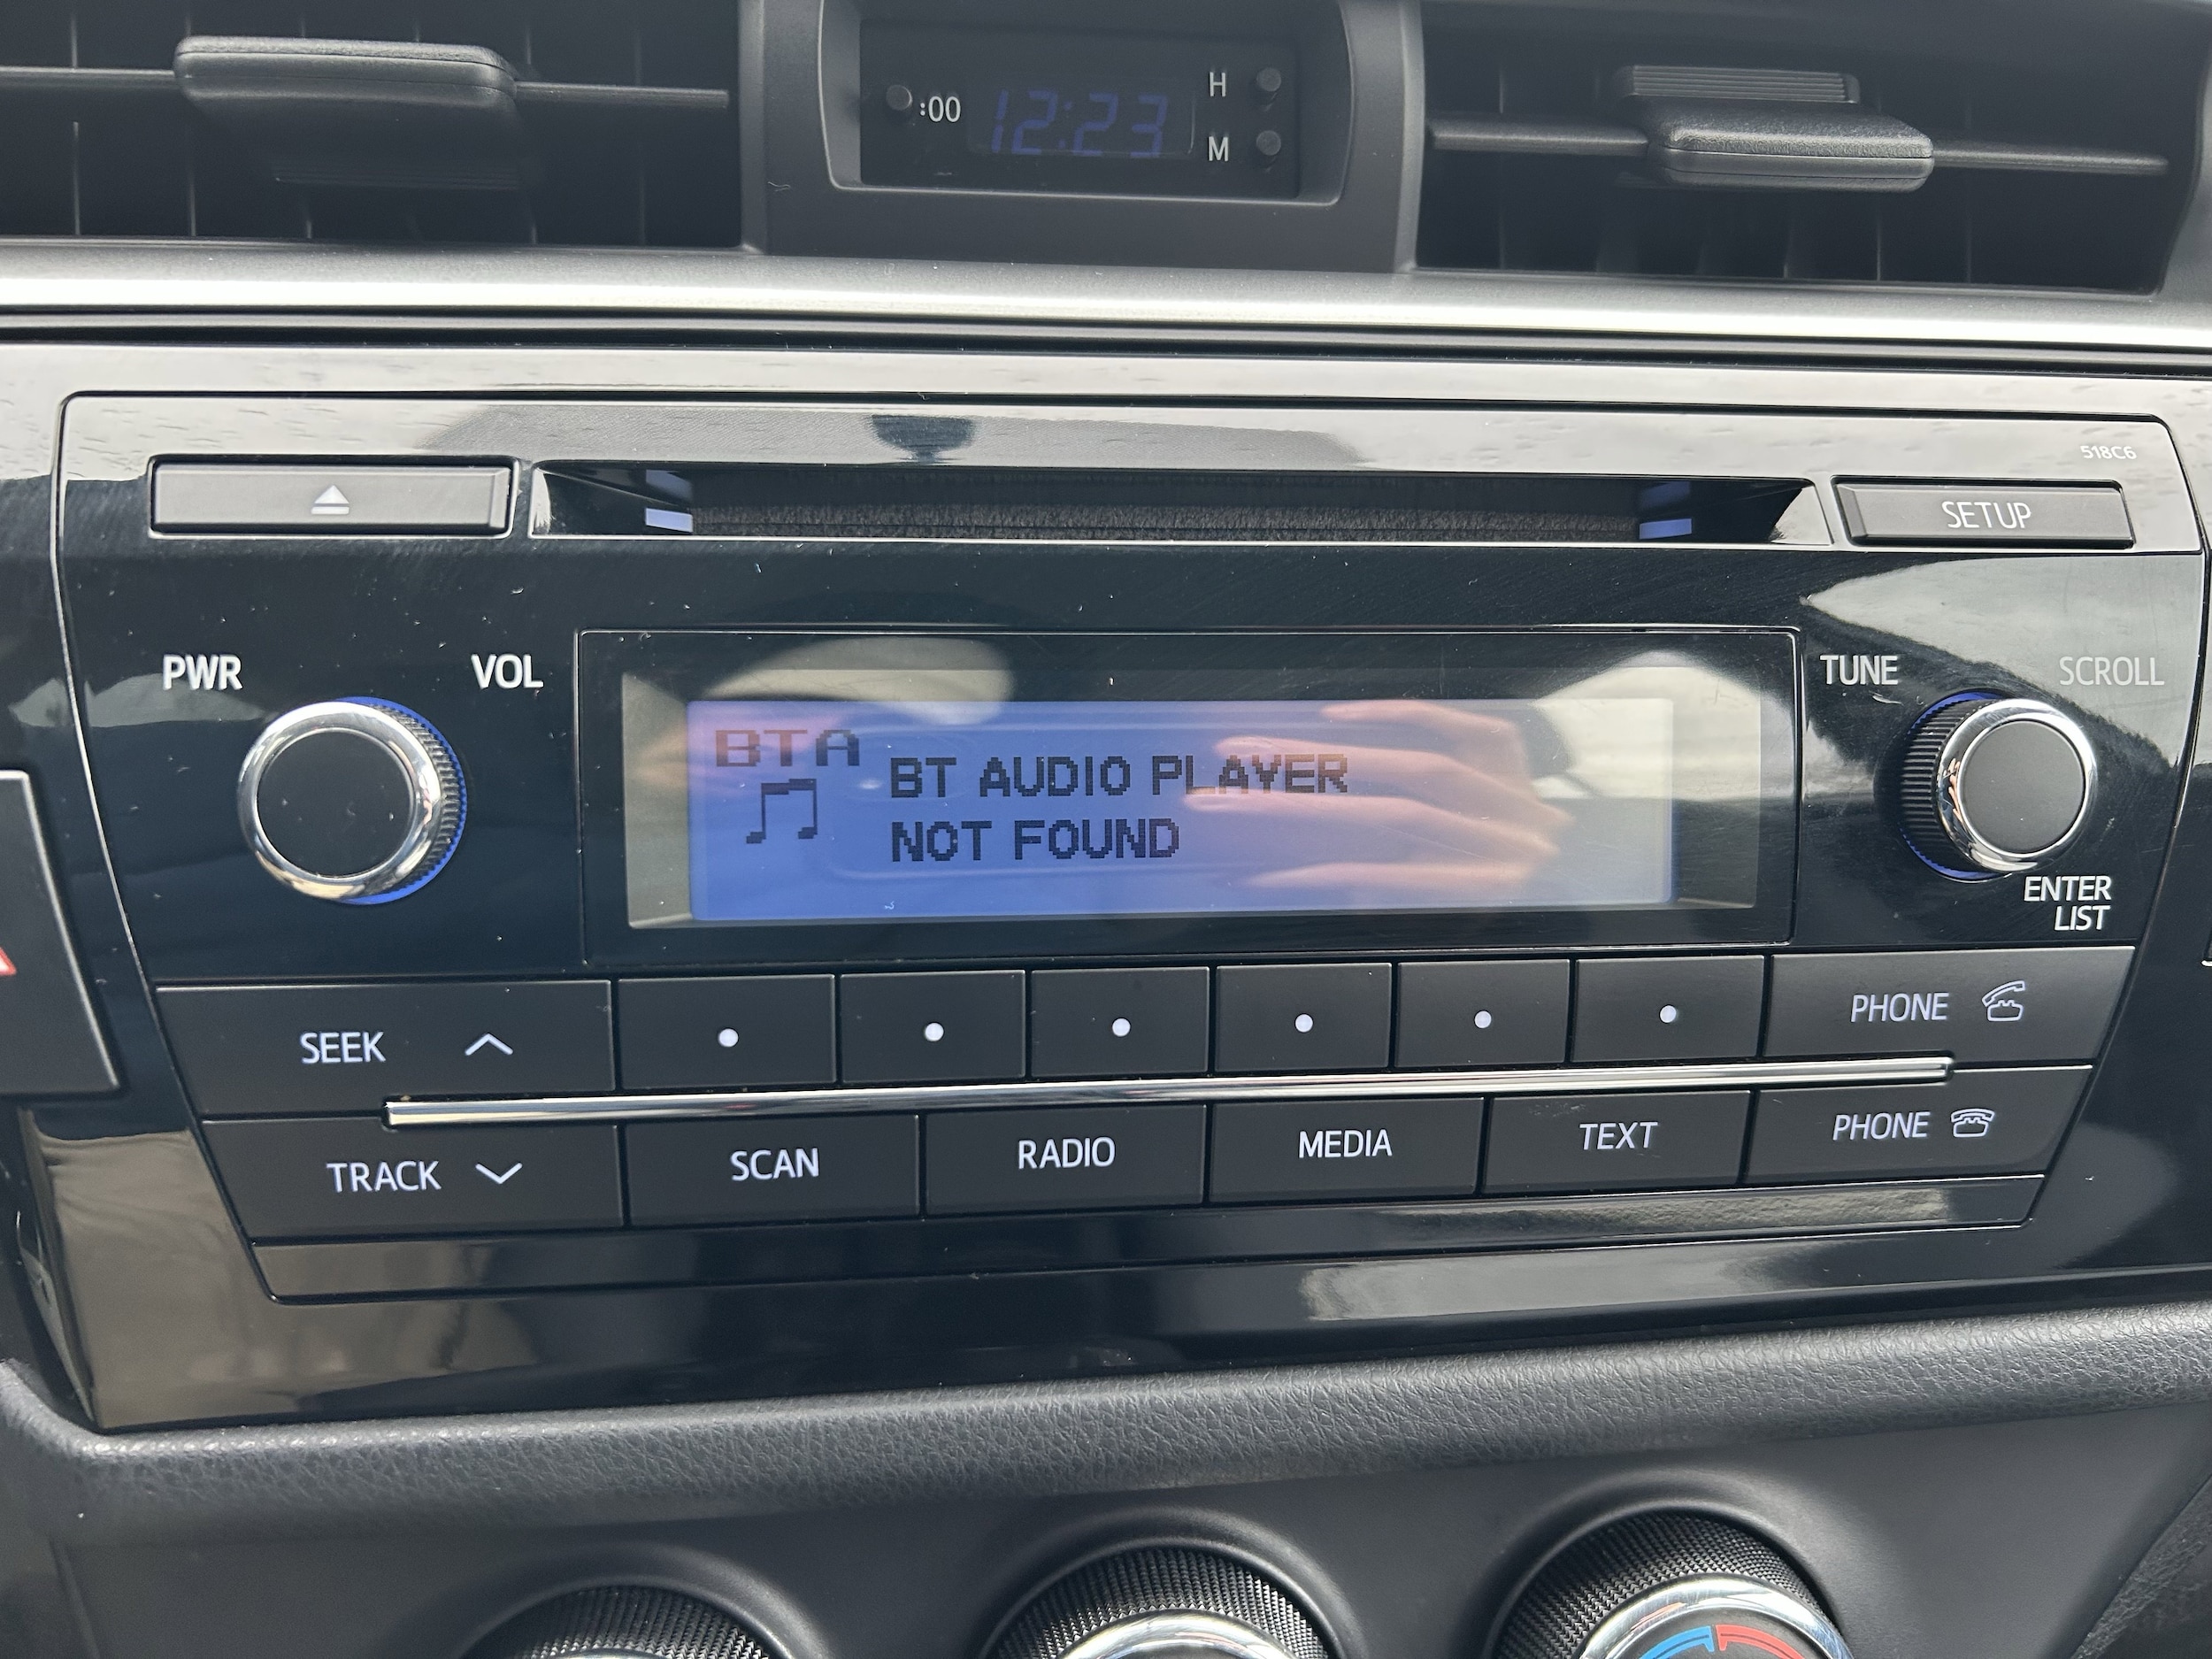 :00
12:23
H
M
518C6
SETUP
PWR
VOL
BTA
BT AUDIO PLAYER
NOT FOUND
TUNE
SCROLL
ENTER
LIST
SEEK
PHONE
TRACK
SCAN
RADIO
MEDIA
TEXT
PHONE